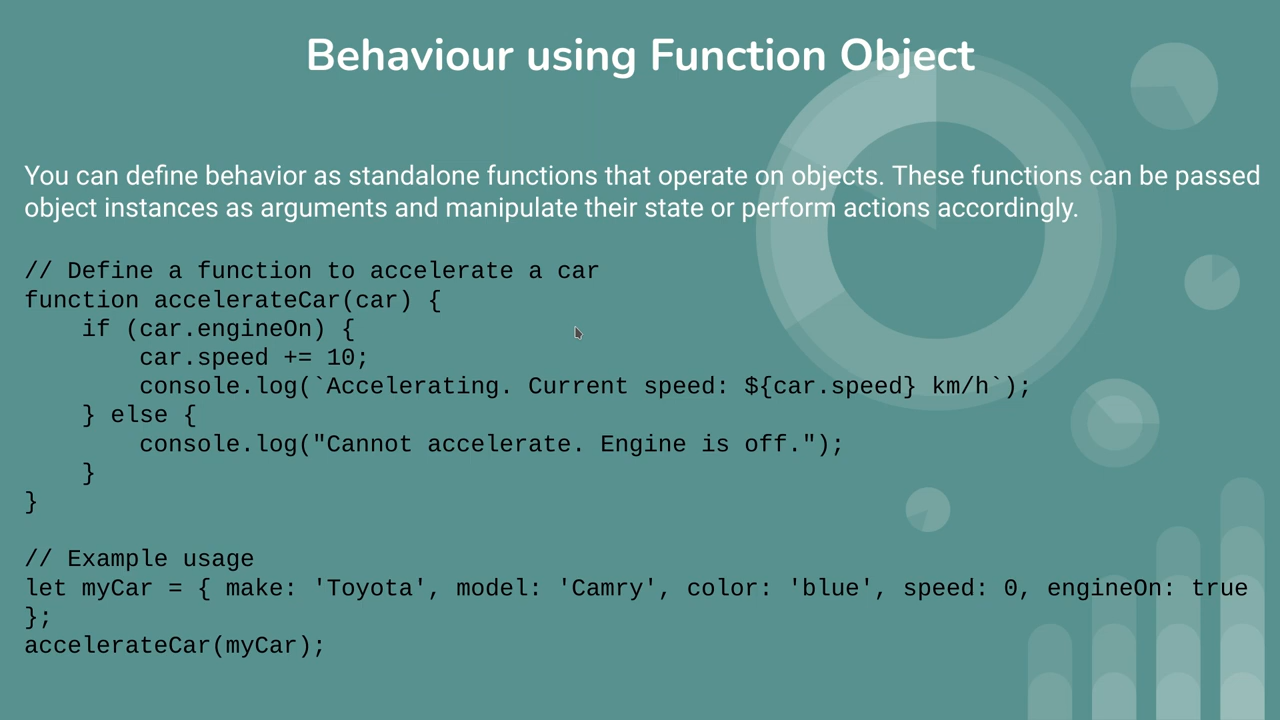 Behaviour using Function Object
You can define behavior as standalone functions that operate on objects. These functions can be passed
object instances as arguments and manipulate their state or perform actions accordingly.
// Define a function to accelerate a car
function accelerateCar(car) {
    if (car.engineOn) {
        car.speed += 10;
        console.log(`Accelerating. Current speed: ${car.speed} km/h`);
    } else {
        console.log("Cannot accelerate. Engine is off.");
    }
}
// Example usage
let myCar = { make: 'Toyota', model: 'Camry', color: 'blue', speed: 0, engineOn: true
};
accelerateCar(myCar);